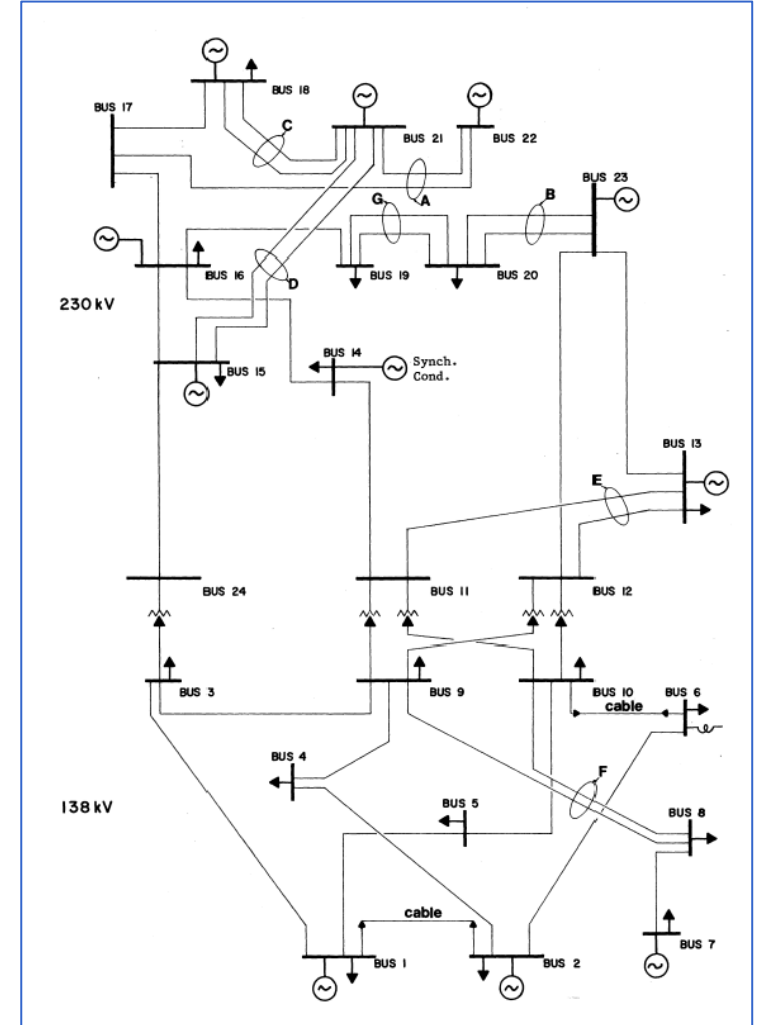 BUS 18
BUS 17
C
BUS 21
BUS 22
A
BUS 23
B
G
BUS 16
D
BUS 19
BUS 20
230 kV
BUS 14
Synch.
Cond.
BUS 15
BUS 13
E
BUS 24
BUS 11
BUS 12
BUS 3
BUS 9
BUS 10
BUS 6
cable
BUS 4
F
138 kV
BUS 5
BUS 8
cable
BUS 7
BUS 1
BUS 2